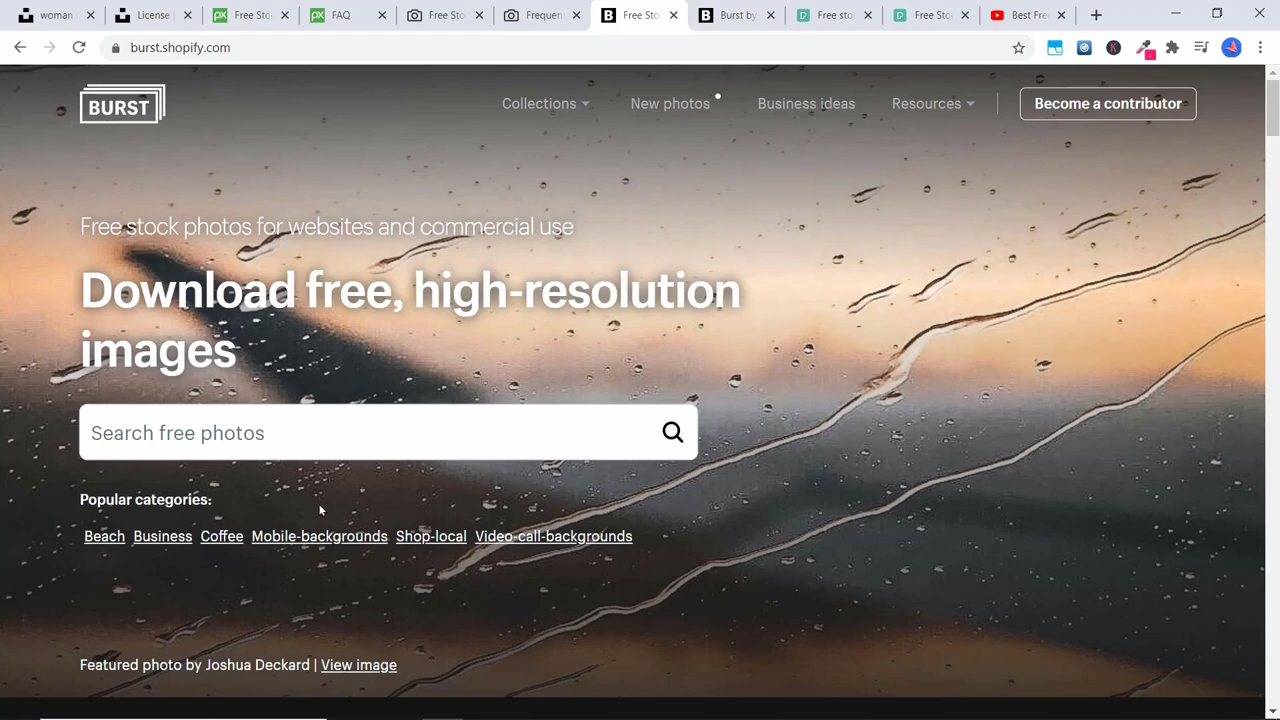 woman
License
Free Sto
FAQ
Free Sto
Frequen
Free Sto
Burst by
Free sto
Free Sto
Best Fre
burst.shopify.com
BURST
Collections
New photos
Business ideas
Resources
Become a contributor
Free stock photos for websites and commercial use
Download free, high-resolution
images
Search free photos
Popular categories:
Beach Business Coffee Mobile-backgrounds Shop-local Video-call-backgrounds
Featured photo by Joshua Deckard | View image